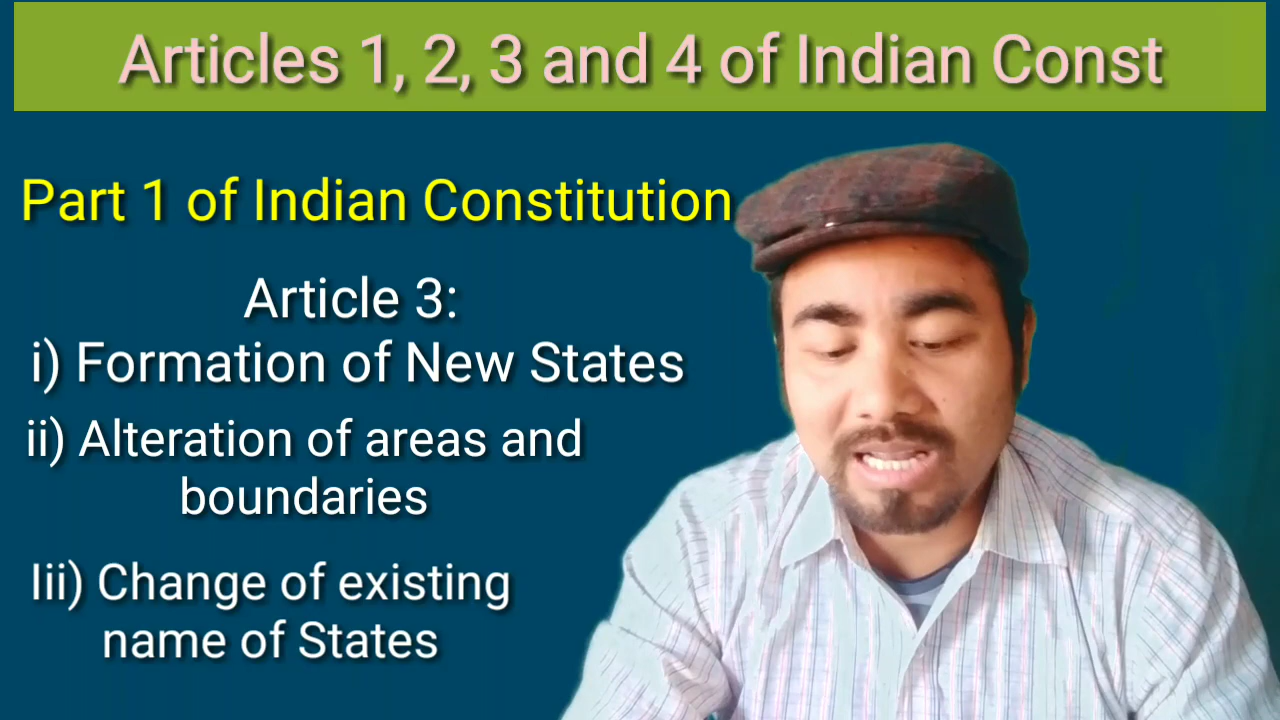 Articles 1, 2, 3 and 4 of Indian Const
Part 1 of Indian Constitution
Article 3:
i) Formation of New States
ii) Alteration of areas and
boundaries
Iii) Change of existing
name of States